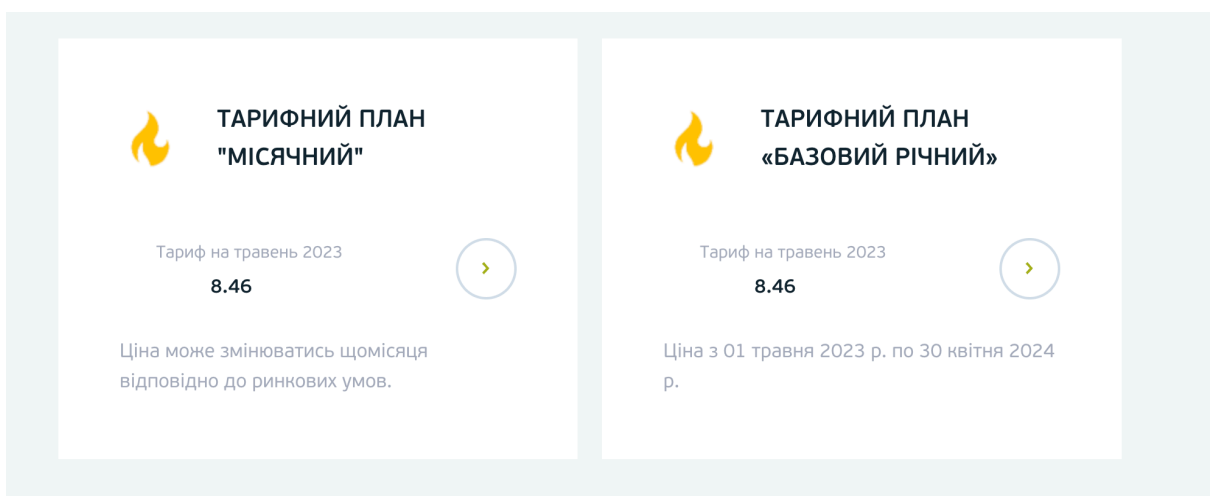 ТАРИФНИЙ ПЛАН
"МІСЯЧНИЙ"
Тариф на травень 2023
8.46
Ціна може змінюватись щомісяця
відповідно до ринкових умов.
ТАРИФНИЙ ПЛАН
«БАЗОВИЙ РІЧНИЙ»
Тариф на травень 2023
8.46
Ціна з 01 травня 2023 р. по 30 квітня 2024
р.